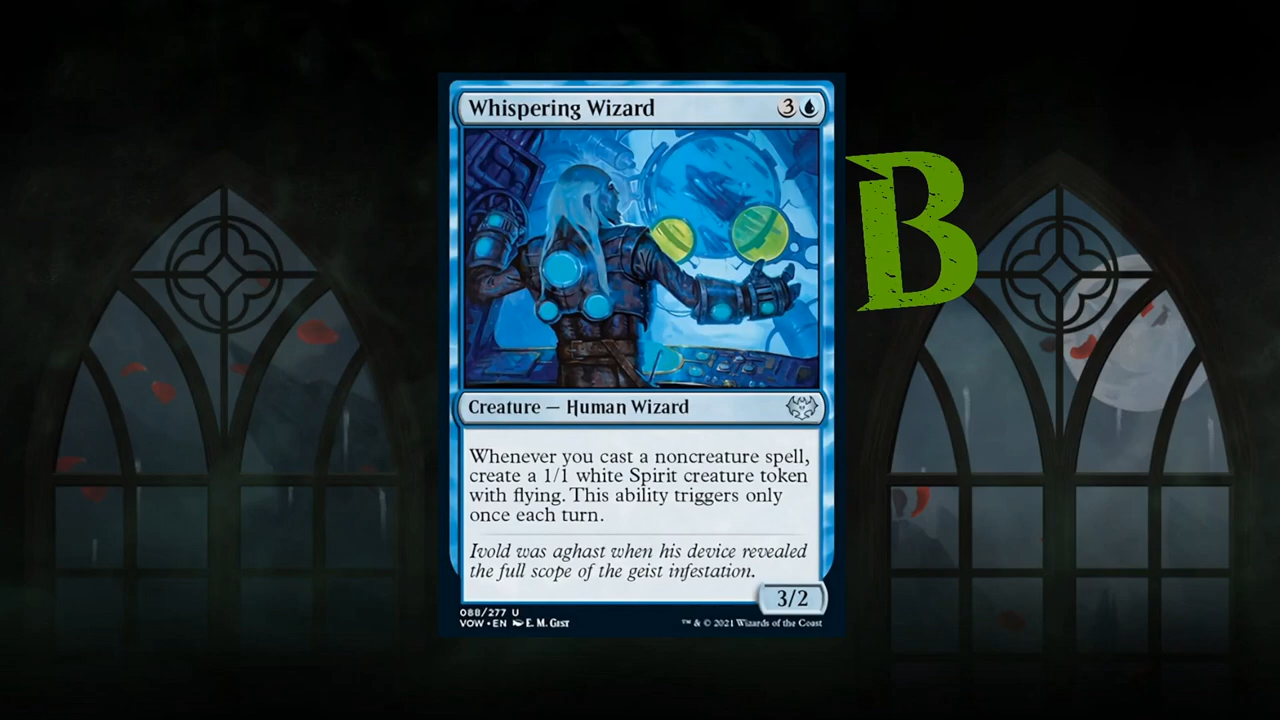 Whispering Wizard 3
B
Creature — Human Wizard
Whenever you cast a noncreature spell,
create a 1/1 white Spirit creature token
with flying. This ability triggers only
once each turn.
Ivold was aghast when his device revealed
the full scope of the geist infestation.
3/2
088/277 U
VOW • EN E. M. Gist ™ & © 2021 Wizards of the Coast